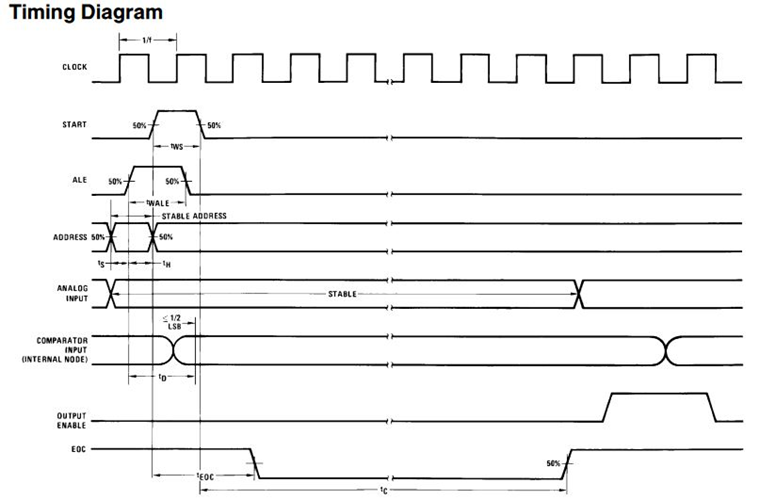 Timing Diagram
1/f
CLOCK
START
50%
50%
tWS
ALE
50%
50%
tWALE
STABLE ADDRESS
ADDRESS
50%
50%
tS
tH
ANALOG
INPUT
STABLE
≤ 1/2
LSB
COMPARATOR
INPUT
(INTERNAL NODE)
tD
OUTPUT
ENABLE
EOC
50%
tEOC
tC